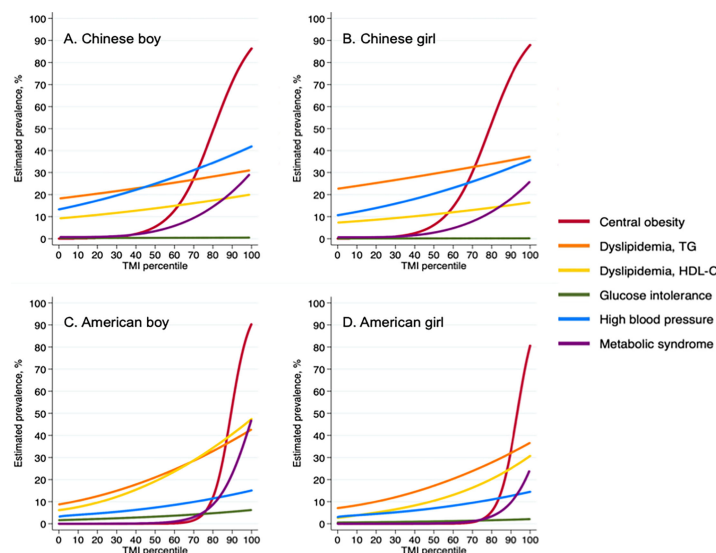 A. Chinese boy
Estimated prevalence, %
100
90
80
70
60
50
40
30
20
10
0
0 10 20 30 40 50 60 70 80 90 100
TMI percentile
B. Chinese girl
Estimated prevalence, %
100
90
80
70
60
50
40
30
20
10
0
0 10 20 30 40 50 60 70 80 90 100
TMI percentile
Central obesity
Dyslipidemia, TG
Dyslipidemia, HDL-C
Glucose intolerance
High blood pressure
Metabolic syndrome
C. American boy
Estimated prevalence, %
100
90
80
70
60
50
40
30
20
10
0
0 10 20 30 40 50 60 70 80 90 100
TMI percentile
D. American girl
Estimated prevalence, %
100
90
80
70
60
50
40
30
20
10
0
0 10 20 30 40 50 60 70 80 90 100
TMI percentile